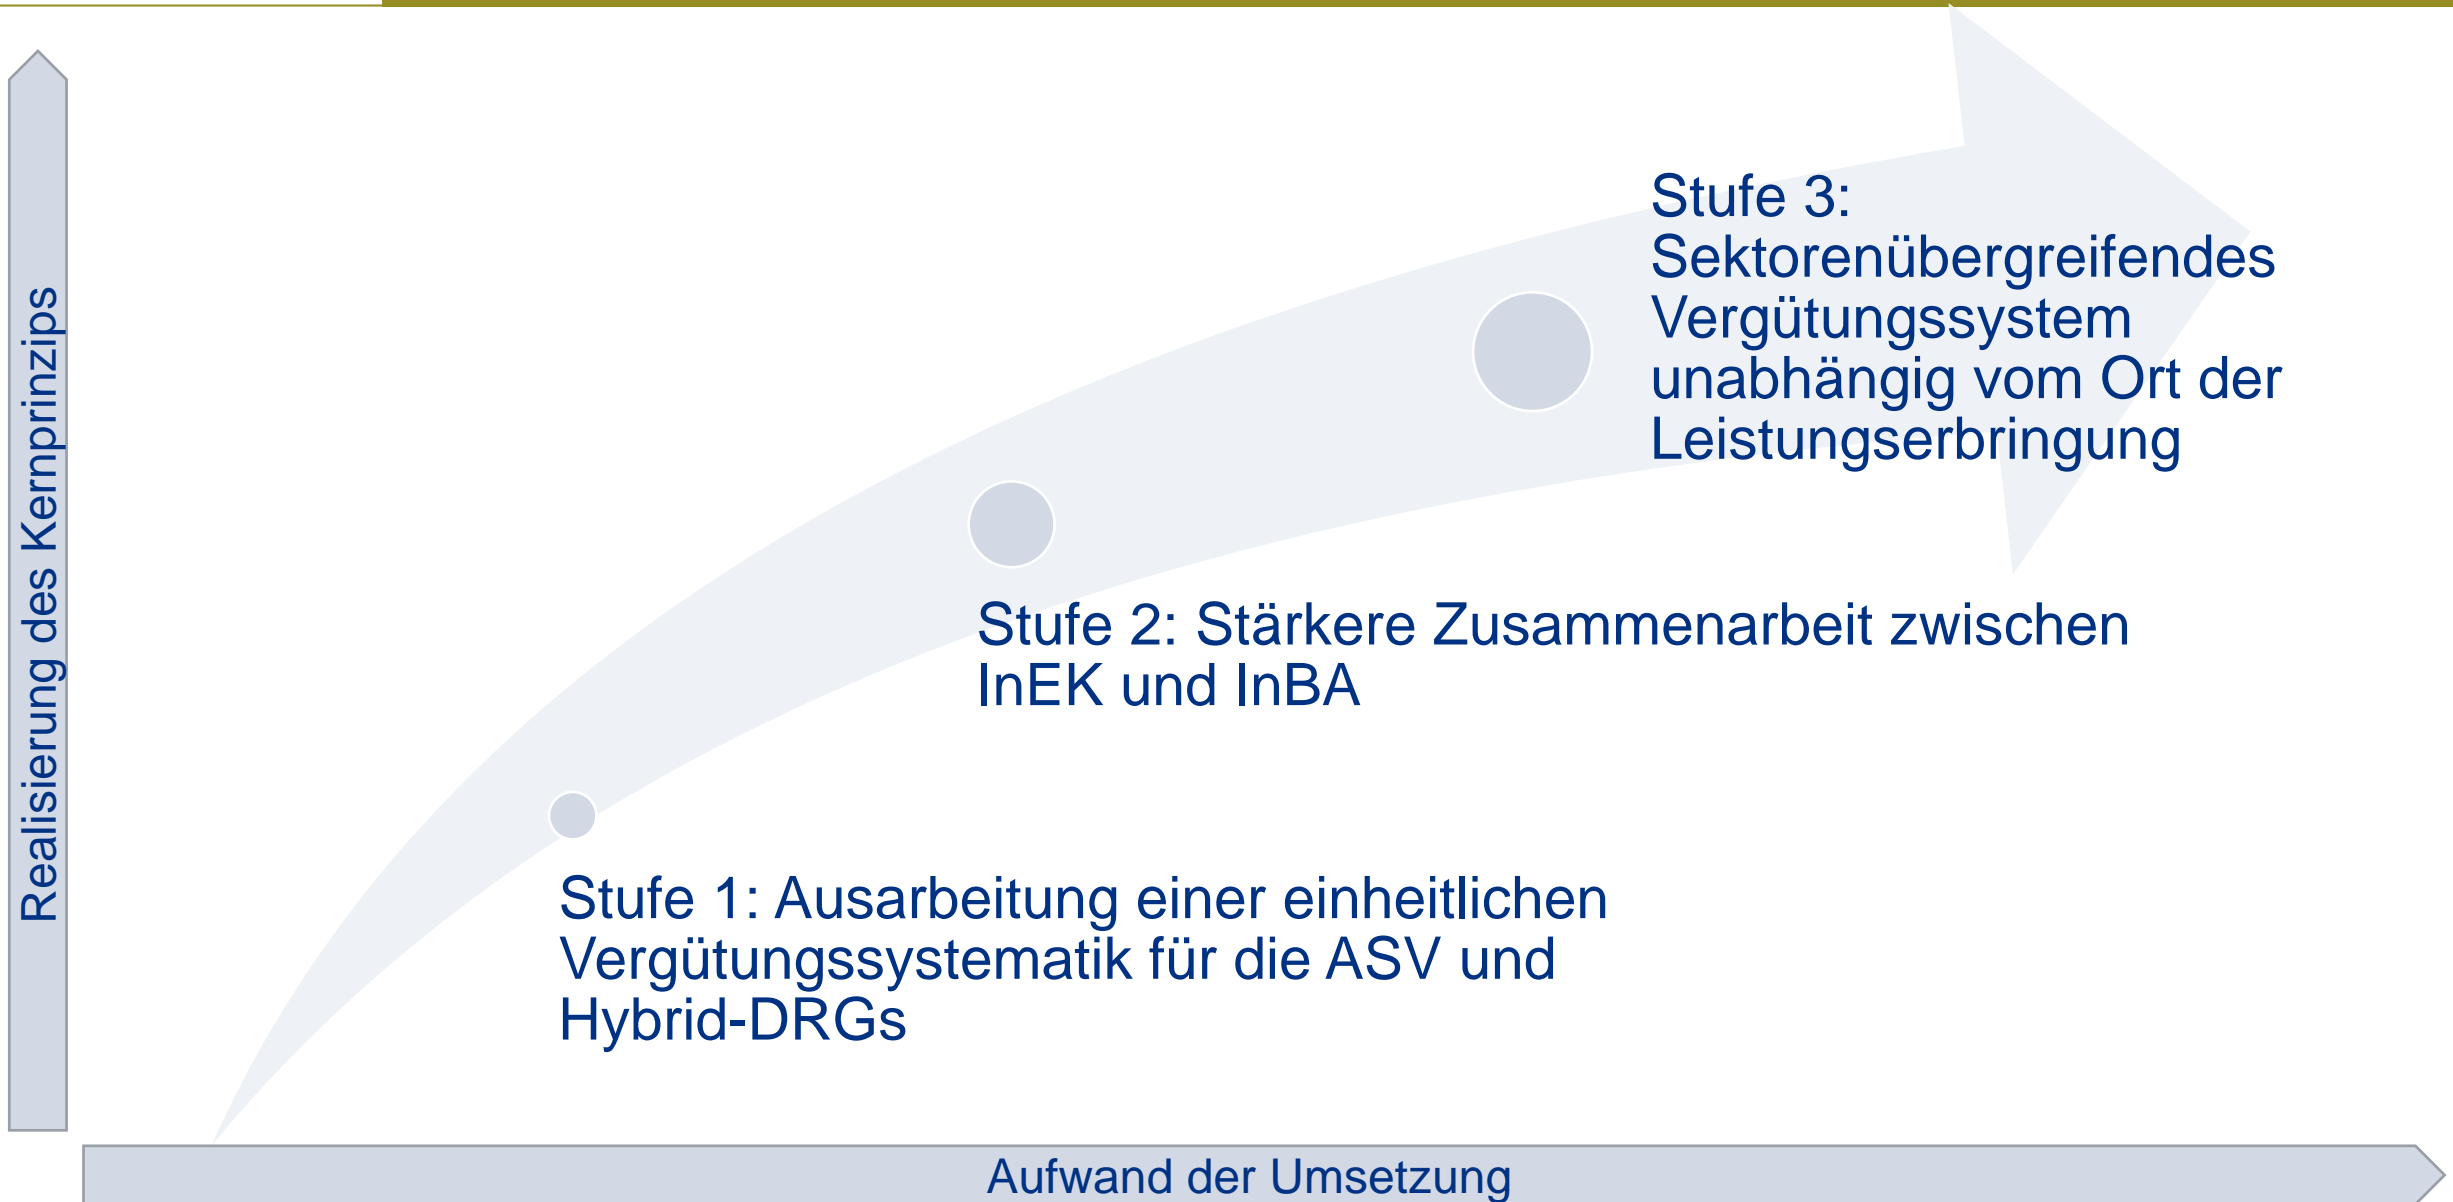 Realisierung des Kernprinzips
Stufe 3:
Sektorenübergreifendes
Vergütungssystem
unabhängig vom Ort der
Leistungserbringung
Stufe 2: Stärkere Zusammenarbeit zwischen
InEK und InBA
Stufe 1: Ausarbeitung einer einheitlichen
Vergütungssystematik für die ASV und
Hybrid-DRGs
Aufwand der Umsetzung